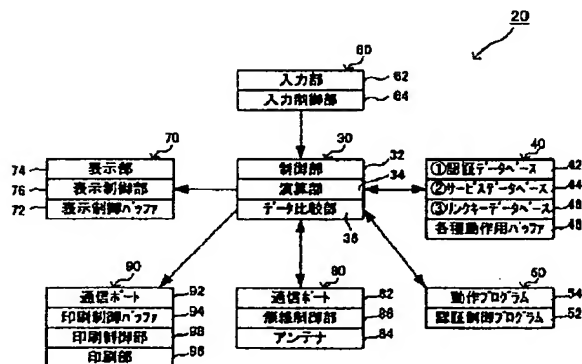 20
60
入力部 62
入力制御部 64
70
74 表示部
76 表示制御部
72 表示制御バッファ
30
制御部 32
演算部 34
データ比較部 36
40
①認証データベース 42
②サービスデータベース 44
③リンクキーデータベース 46
各種動作用バッファ 48
90
通信ポート 92
印刷制御バッファ 94
印刷制御部 98
印刷部 96
80
通信ポート 82
無線制御部 86
アンテナ 84
50
動作プログラム 54
認証制御プログラム 52